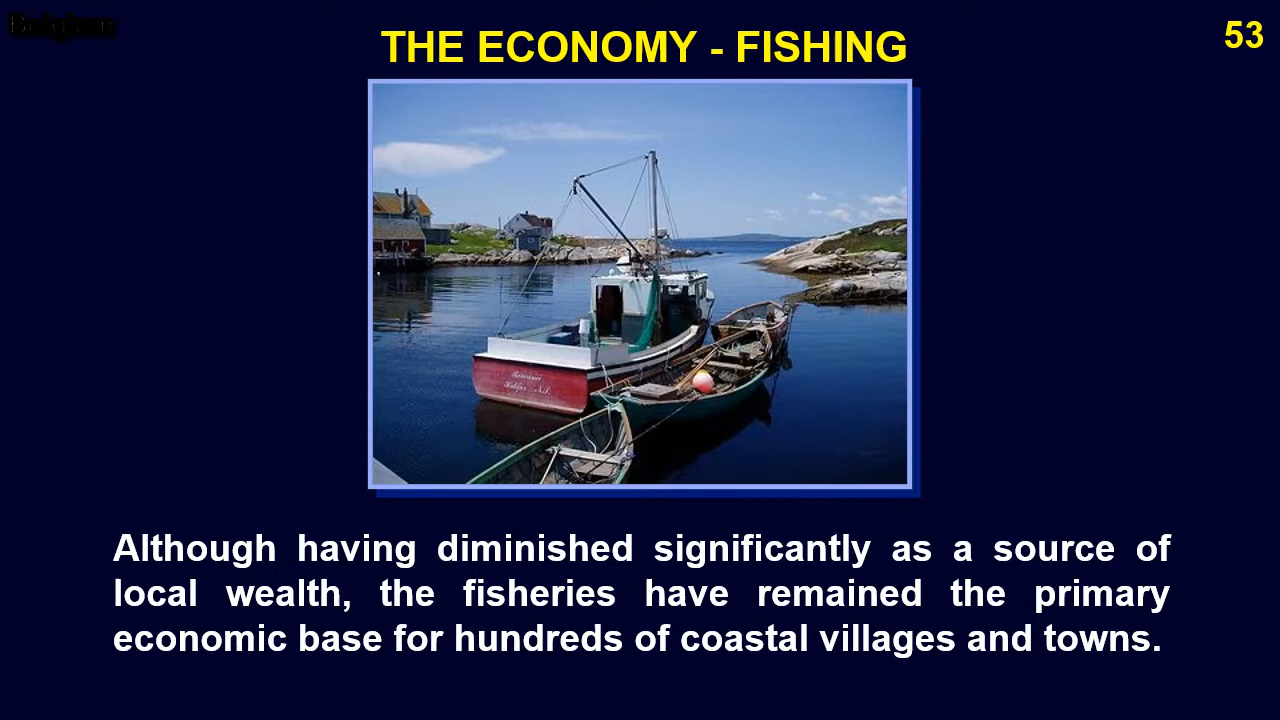 THE ECONOMY - FISHING
53
Halifax N.S.
Although having diminished significantly as a source of
local wealth, the fisheries have remained the primary
economic base for hundreds of coastal villages and towns.